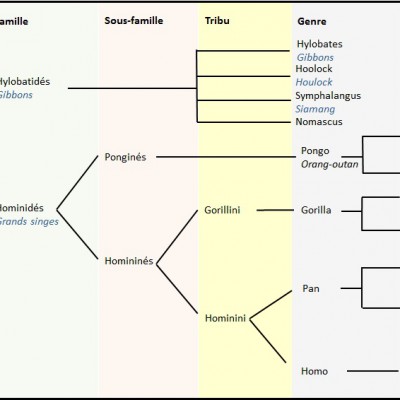 amille
Sous-famille
Tribu
Genre
Hylobates
Gibbons
Hoolock
Houlock
Symphalangus
Siamang
Nomascus
Hylobatidés
Gibbons
Ponginés
Pongo
Orang-outan
Hominidés
Grands singes
Gorillini
Gorilla
Homininés
Pan
Hominini
Homo